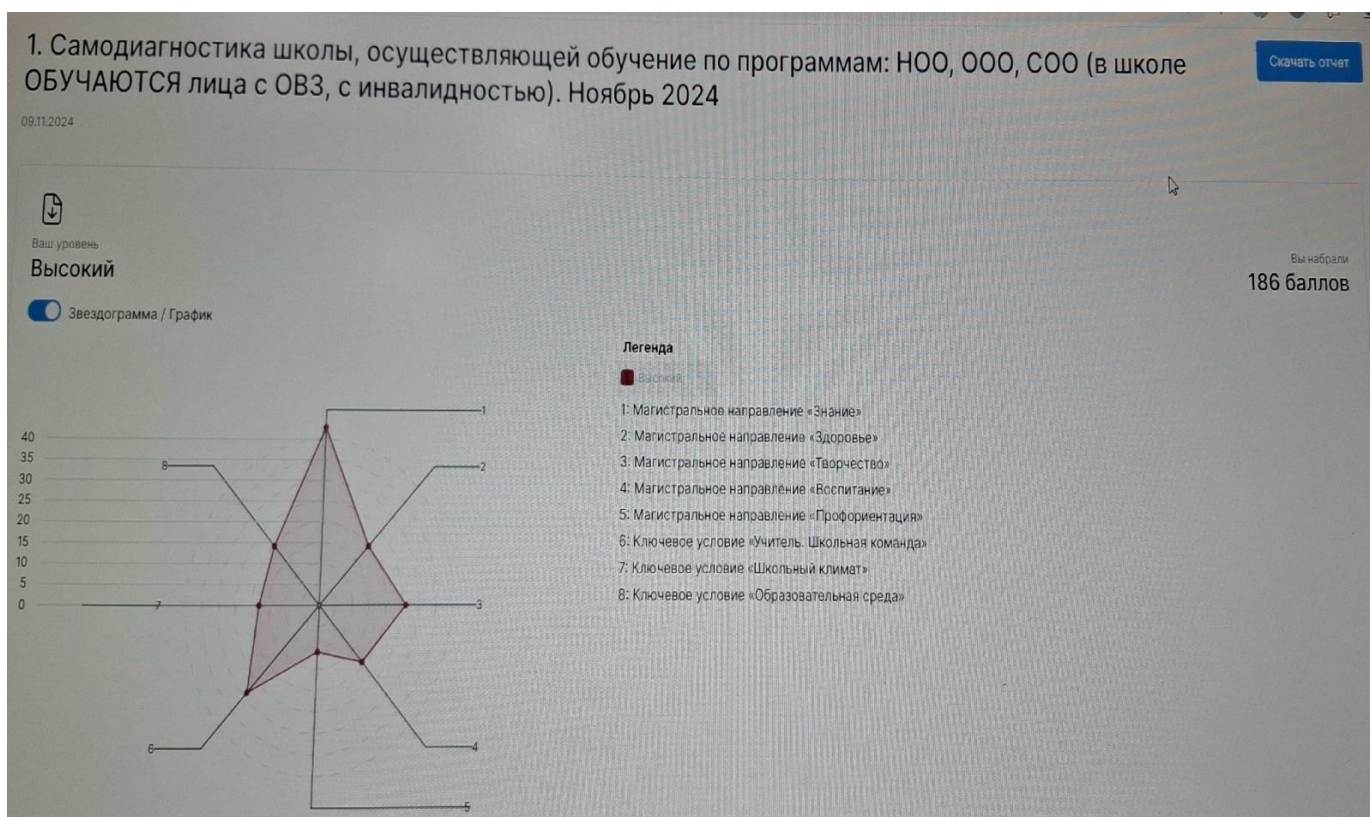 1. Самодиагностика школы, осуществляющей обучение по программам: НОО, ООО, СОО (в школе
ОБУЧАЮТСЯ лица с ОВЗ, с инвалидностью). Ноябрь 2024
Скачать отчет
09.11.2024
Ваш уровень
Высокий
Вы набрали
186 баллов
Звездограмма / График
Легенда
Высокий
1: Магистральное направление «Знание»
2: Магистральное направление «Здоровье»
3: Магистральное направление «Творчество»
4: Магистральное направление «Воспитание»
5: Магистральное направление «Профориентация»
6: Ключевое условие «Учитель. Школьная команда»
7: Ключевое условие «Школьный климат»
8: Ключевое условие «Образовательная среда»
40
35
30
25
20
15
10
5
0
1
2
3
4
5
6
7
8